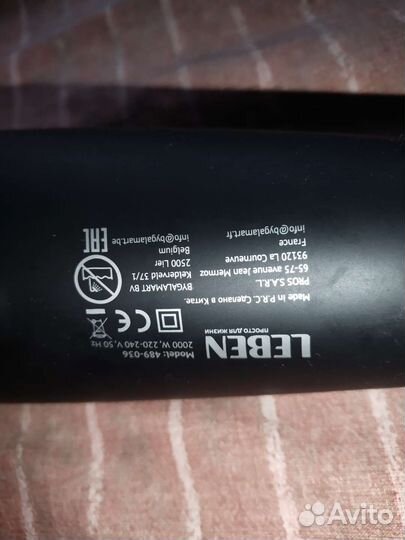 LEBEN
ПРОСТО ДЛЯ ЖИЗНИ
Model: 489-036
2000 W, 220-240 V, 50 Hz
CE
Made in P.R.C. Сделано в Китае.
PROS S.A.R.L
65-75 avenue Jean Mermoz
93120 La Courneuve
France
info@bygalamart.fr
BYGALAMART BV
Kelderveld 37/1
2500 Lier
Belgium
info@bygalamart.be
EAC
Avito